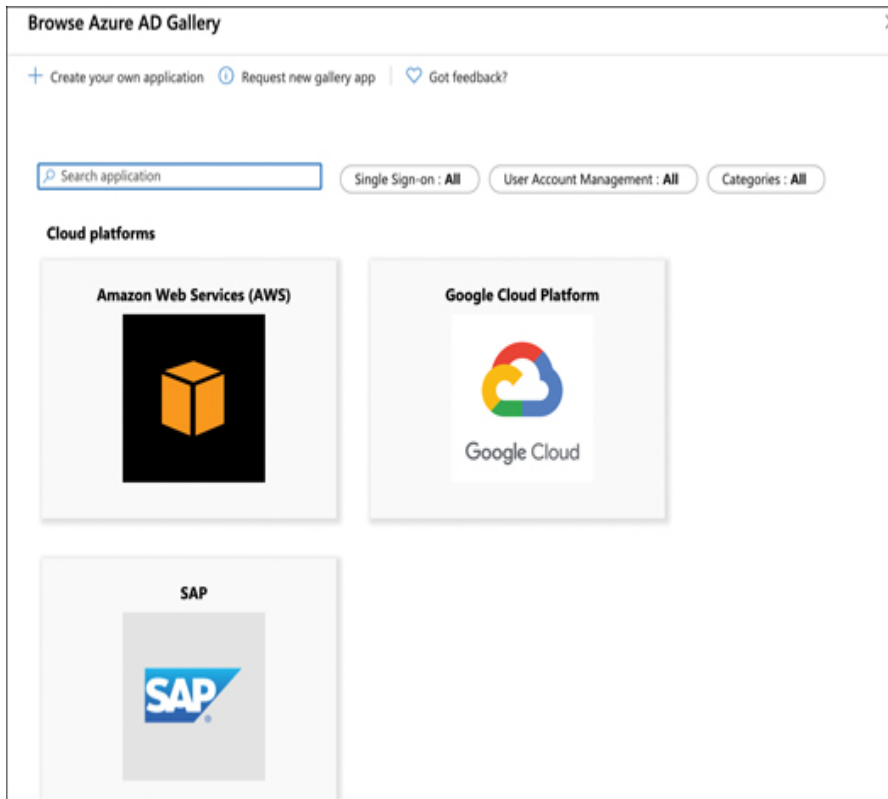 Browse Azure AD Gallery
Create your own application Request new gallery app Got feedback?
Search application Single Sign-on : All User Account Management : All Categories : All
Cloud platforms
Amazon Web Services (AWS) Google Cloud Platform
Google Cloud
SAP
SAP